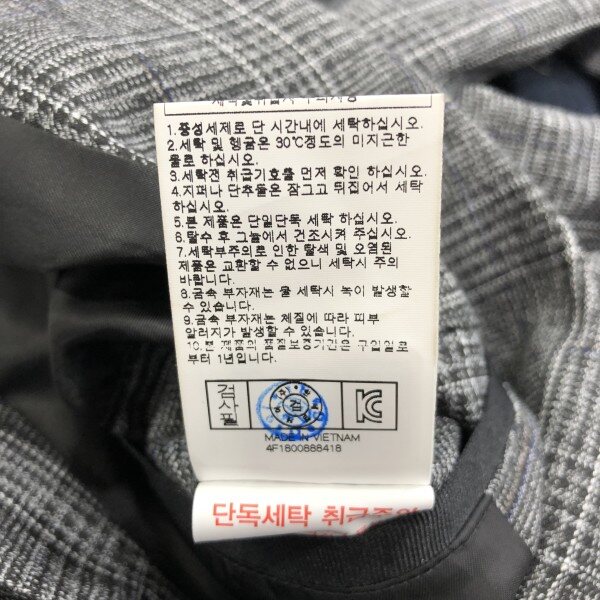 1.중성세제로 단 시간내에 세탁하십시오.
2.세탁 및 헹굼은 30℃정도의 미지근한
물로 하십시오.
3.세탁전 취급기호를 먼저 확인 하십시오.
4.지퍼나 단추들은 잠그고 뒤집어서 세탁
하십시오.
5.본 제품은 단일단독 세탁 하십시오.
6.탈수 후 그늘에서 건조시켜 주십시오.
7.세탁부주의로 인한 탈색 및 오염된
제품은 교환할 수 없으니 세탁시 주의
바랍니다.
8.금속 부자재는 물 세탁시 녹이 발생할
수 있습니다.
9.금속 부자재는 체질에 따라 피부
알러지가 발생할 수 있습니다.
10.본 제품의 품질보증기간은 구입일로
부터 1년입니다.
검사필 검 KC
MADE IN VIETNAM
4F1800888418
단독세탁 취급주의